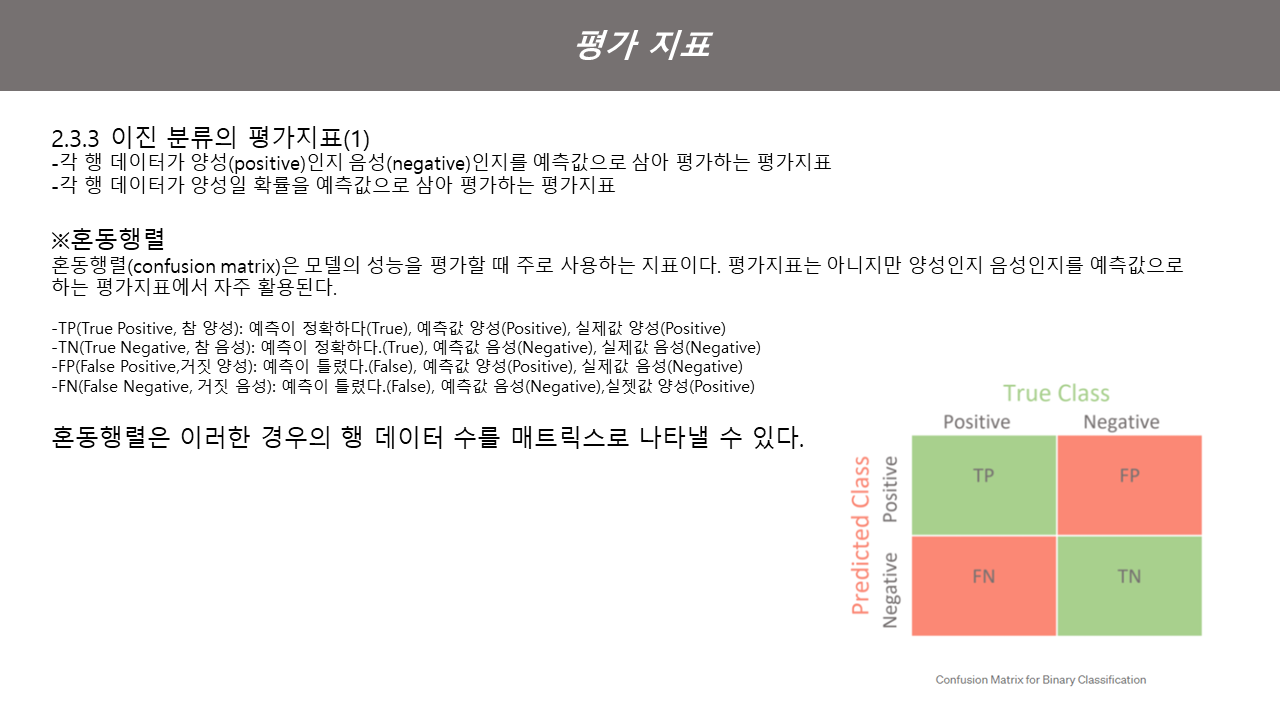 평가 지표
2.3.3 이진 분류의 평가지표(1)
-각 행 데이터가 양성(positive)인지 음성(negative)인지를 예측값으로 삼아 평가하는 평가지표
-각 행 데이터가 양성일 확률을 예측값으로 삼아 평가하는 평가지표
※혼동행렬
혼동행렬(confusion matrix)은 모델의 성능을 평가할 때 주로 사용하는 지표이다. 평가지표는 아니지만 양성인지 음성인지를 예측값으로
하는 평가지표에서 자주 활용된다.
-TP(True Positive, 참 양성): 예측이 정확하다(True), 예측값 양성(Positive), 실제값 양성(Positive)
-TN(True Negative, 참 음성): 예측이 정확하다.(True), 예측값 음성(Negative), 실제값 음성(Negative)
-FP(False Positive,거짓 양성): 예측이 틀렸다.(False), 예측값 양성(Positive), 실제값 음성(Negative)
-FN(False Negative, 거짓 음성): 예측이 틀렸다.(False), 예측값 음성(Negative),실젯값 양성(Positive)
혼동행렬은 이러한 경우의 행 데이터 수를 매트릭스로 나타낼 수 있다.
True Class
Positive Negative
Predicted Class
Positive
TP FP
Negative
FN TN
Confusion Matrix for Binary Classification